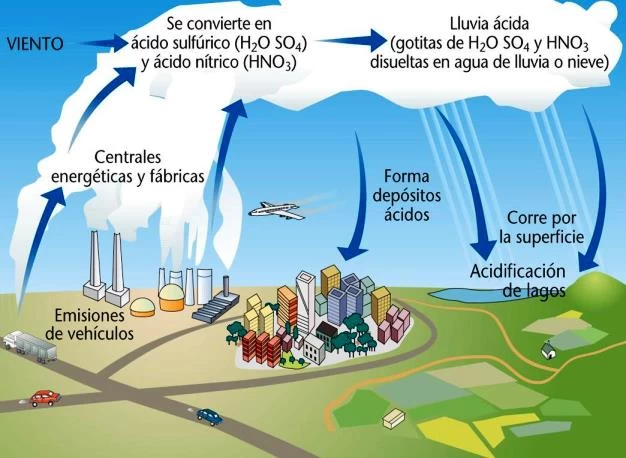 VIENTO
Se convierte en
ácido sulfúrico (H2O SO4)
y ácido nítrico (HNO3)
Lluvia ácida
(gotitas de H2O SO4 y HNO3
disueltas en agua de lluvia o nieve)
Centrales
energéticas y fábricas
Forma
depósitos
ácidos
Corre por
la superficie
Acidificación
de lagos
Emisiones
de vehículos